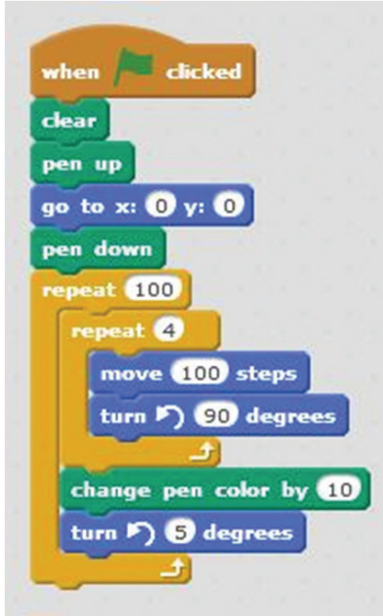 when clicked
clear
pen up
go to x: 0 y: 0
pen down
repeat 100
repeat 4
move 100 steps
turn 90 degrees
change pen color by 10
turn 5 degrees